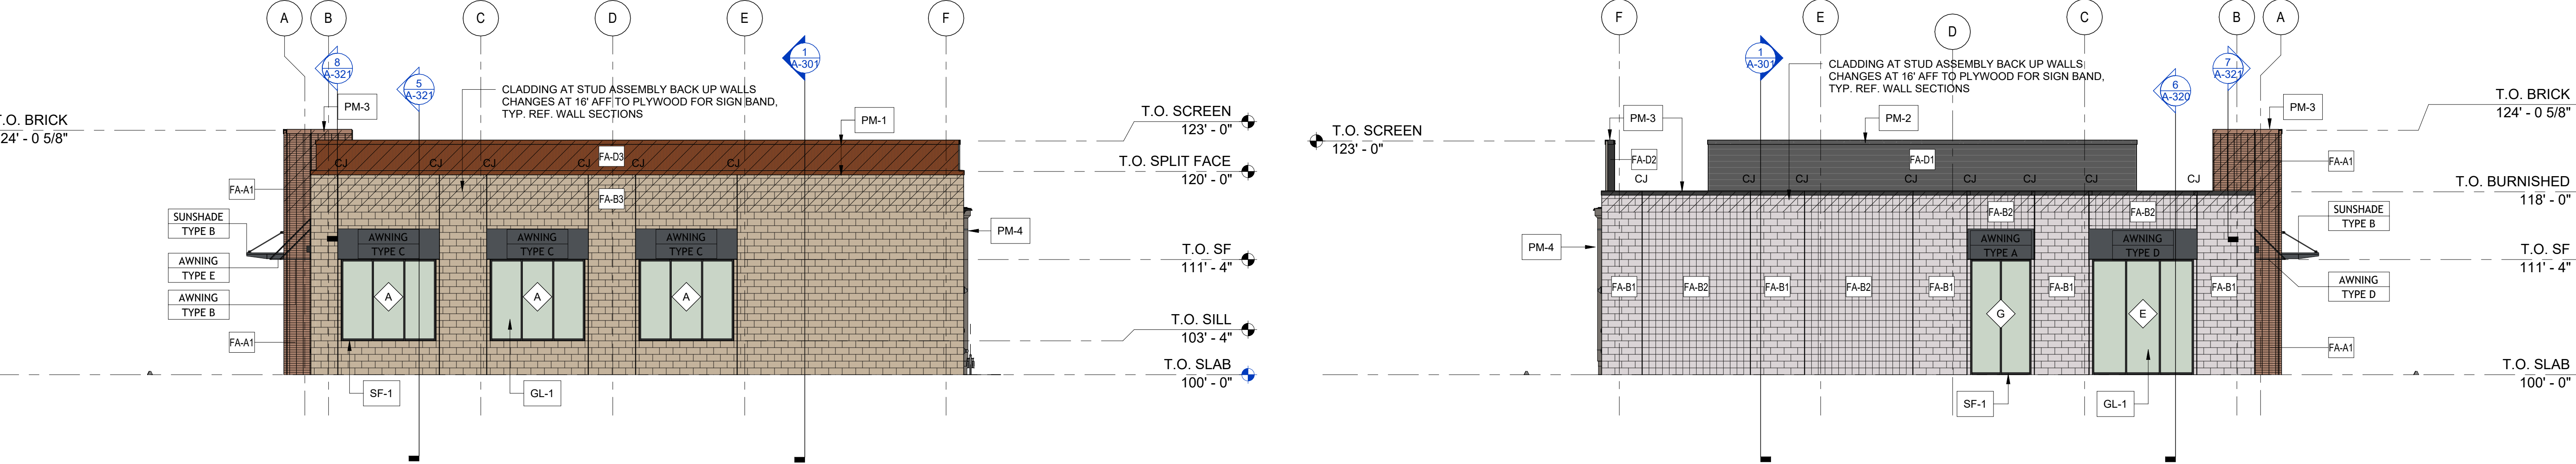 A
B
C
D
E
F
8
A-321
5
A-321
1
A-301
CLADDING AT STUD ASSEMBLY BACK UP WALLS
CHANGES AT 16' AFF TO PLYWOOD FOR SIGN BAND,
TYP. REF. WALL SECTIONS
PM-3
PM-1
T.O. BRICK
124' - 0 5/8"
T.O. SCREEN
123' - 0"
T.O. SPLIT FACE
120' - 0"
CJ
CJ
CJ
CJ
CJ
CJ
FA-D3
FA-A1
FA-B3
SUNSHADE
TYPE B
PM-4
AWNING
TYPE C
AWNING
TYPE C
AWNING
TYPE C
AWNING
TYPE E
AWNING
TYPE B
T.O. SF
111' - 4"
A
A
A
FA-A1
T.O. SILL
103' - 4"
T.O. SLAB
100' - 0"
SF-1
GL-1
F
E
D
C
B
A
1
A-301
6
A-320
7
A-321
CLADDING AT STUD ASSEMBLY BACK UP WALLS
CHANGES AT 16' AFF TO PLYWOOD FOR SIGN BAND,
TYP. REF. WALL SECTIONS
T.O. SCREEN
123' - 0"
PM-3
PM-2
PM-3
T.O. BRICK
124' - 0 5/8"
FA-D2
FA-D1
FA-A1
CJ
CJ
CJ
CJ
CJ
CJ
CJ
CJ
T.O. BURNISHED
118' - 0"
FA-B2
FA-B2
SUNSHADE
TYPE B
PM-4
AWNING
TYPE A
AWNING
TYPE D
T.O. SF
111' - 4"
AWNING
TYPE D
FA-B1
FA-B2
FA-B1
FA-B2
FA-B1
FA-B1
FA-B1
G
E
FA-A1
T.O. SLAB
100' - 0"
SF-1
GL-1